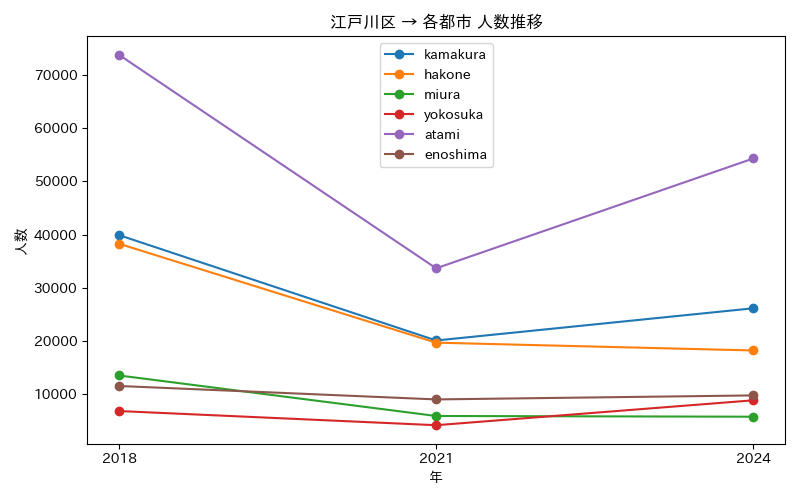 江戸川区 → 各都市 人数推移
kamakura
hakone
miura
yokosuka
atami
enoshima
人数
70000
60000
50000
40000
30000
20000
10000
2018
2021
2024
年